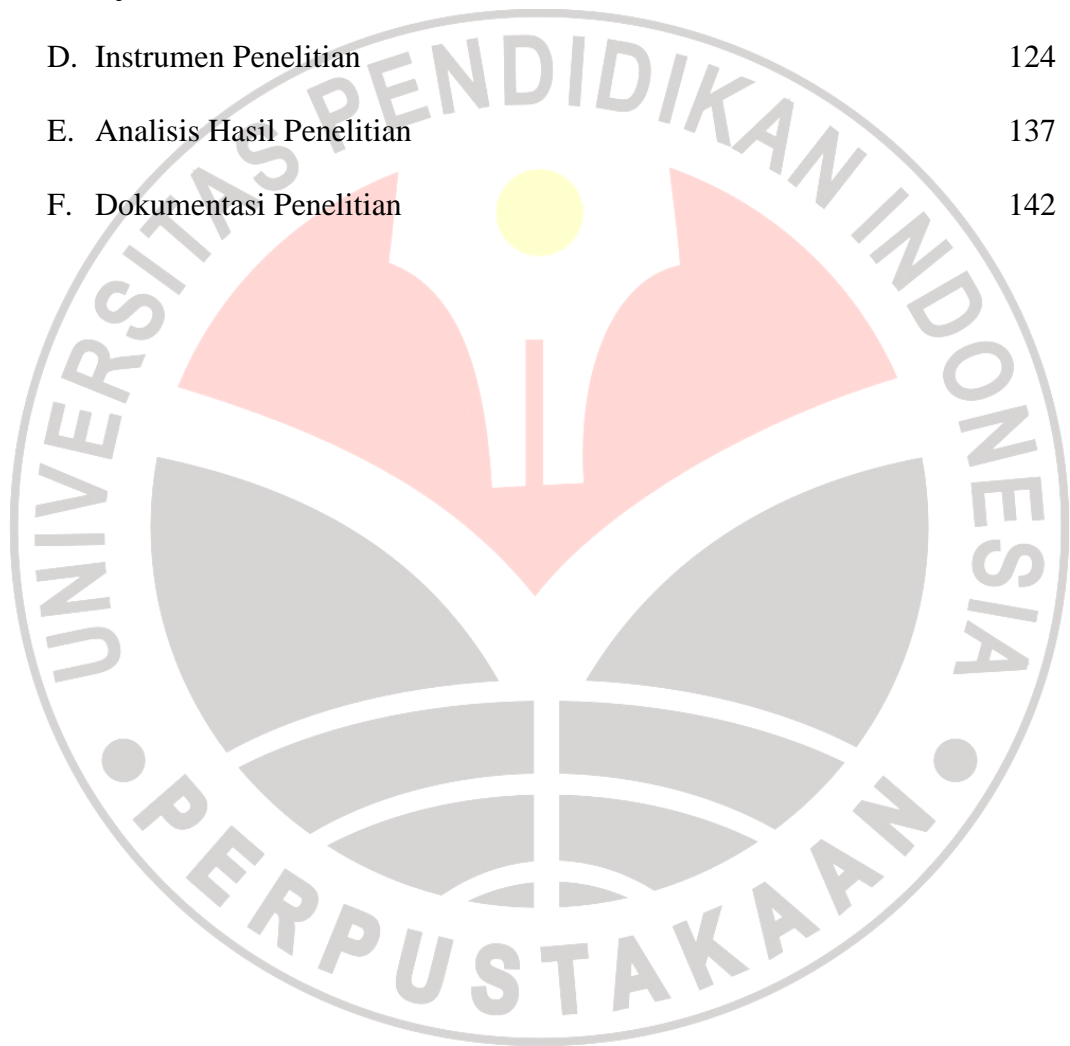 D. Instrumen Penelitian 124
E. Analisis Hasil Penelitian 137
F. Dokumentasi Penelitian 142
UNIVERSITAS PENDIDIKAN INDONESIA
PERPUSTAKAAN